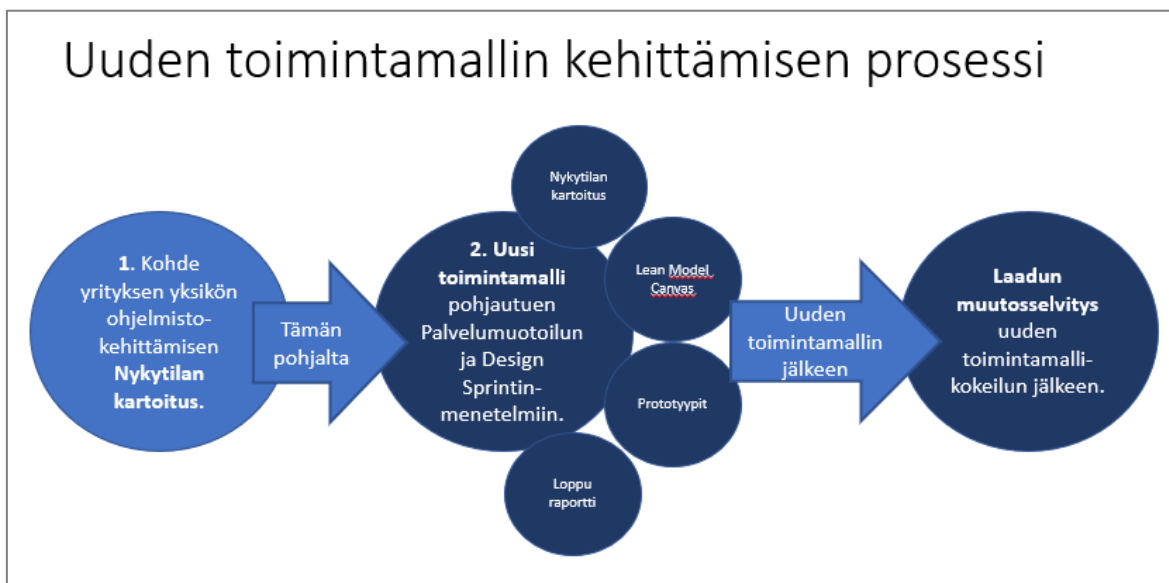 Uuden toimintamallin kehittämisen prosessi
1. Kohde
yrityksen yksikön
ohjelmisto-
kehittämisen
Nykytilan
kartoitus.
Tämän
pohjalta
2. Uusi
toimintamalli
pohjautuen
Palvelumuotoilun
ja Design
Sprintin-
menetelmiin.
Nykytilan
kartoitus
Lean Model
Canvas
Prototyypit
Loppu
raportti
Uuden
toimintamallin
jälkeen
Laadun
muutosselvitys
uuden
toimintamalli-
kokeilun jälkeen.